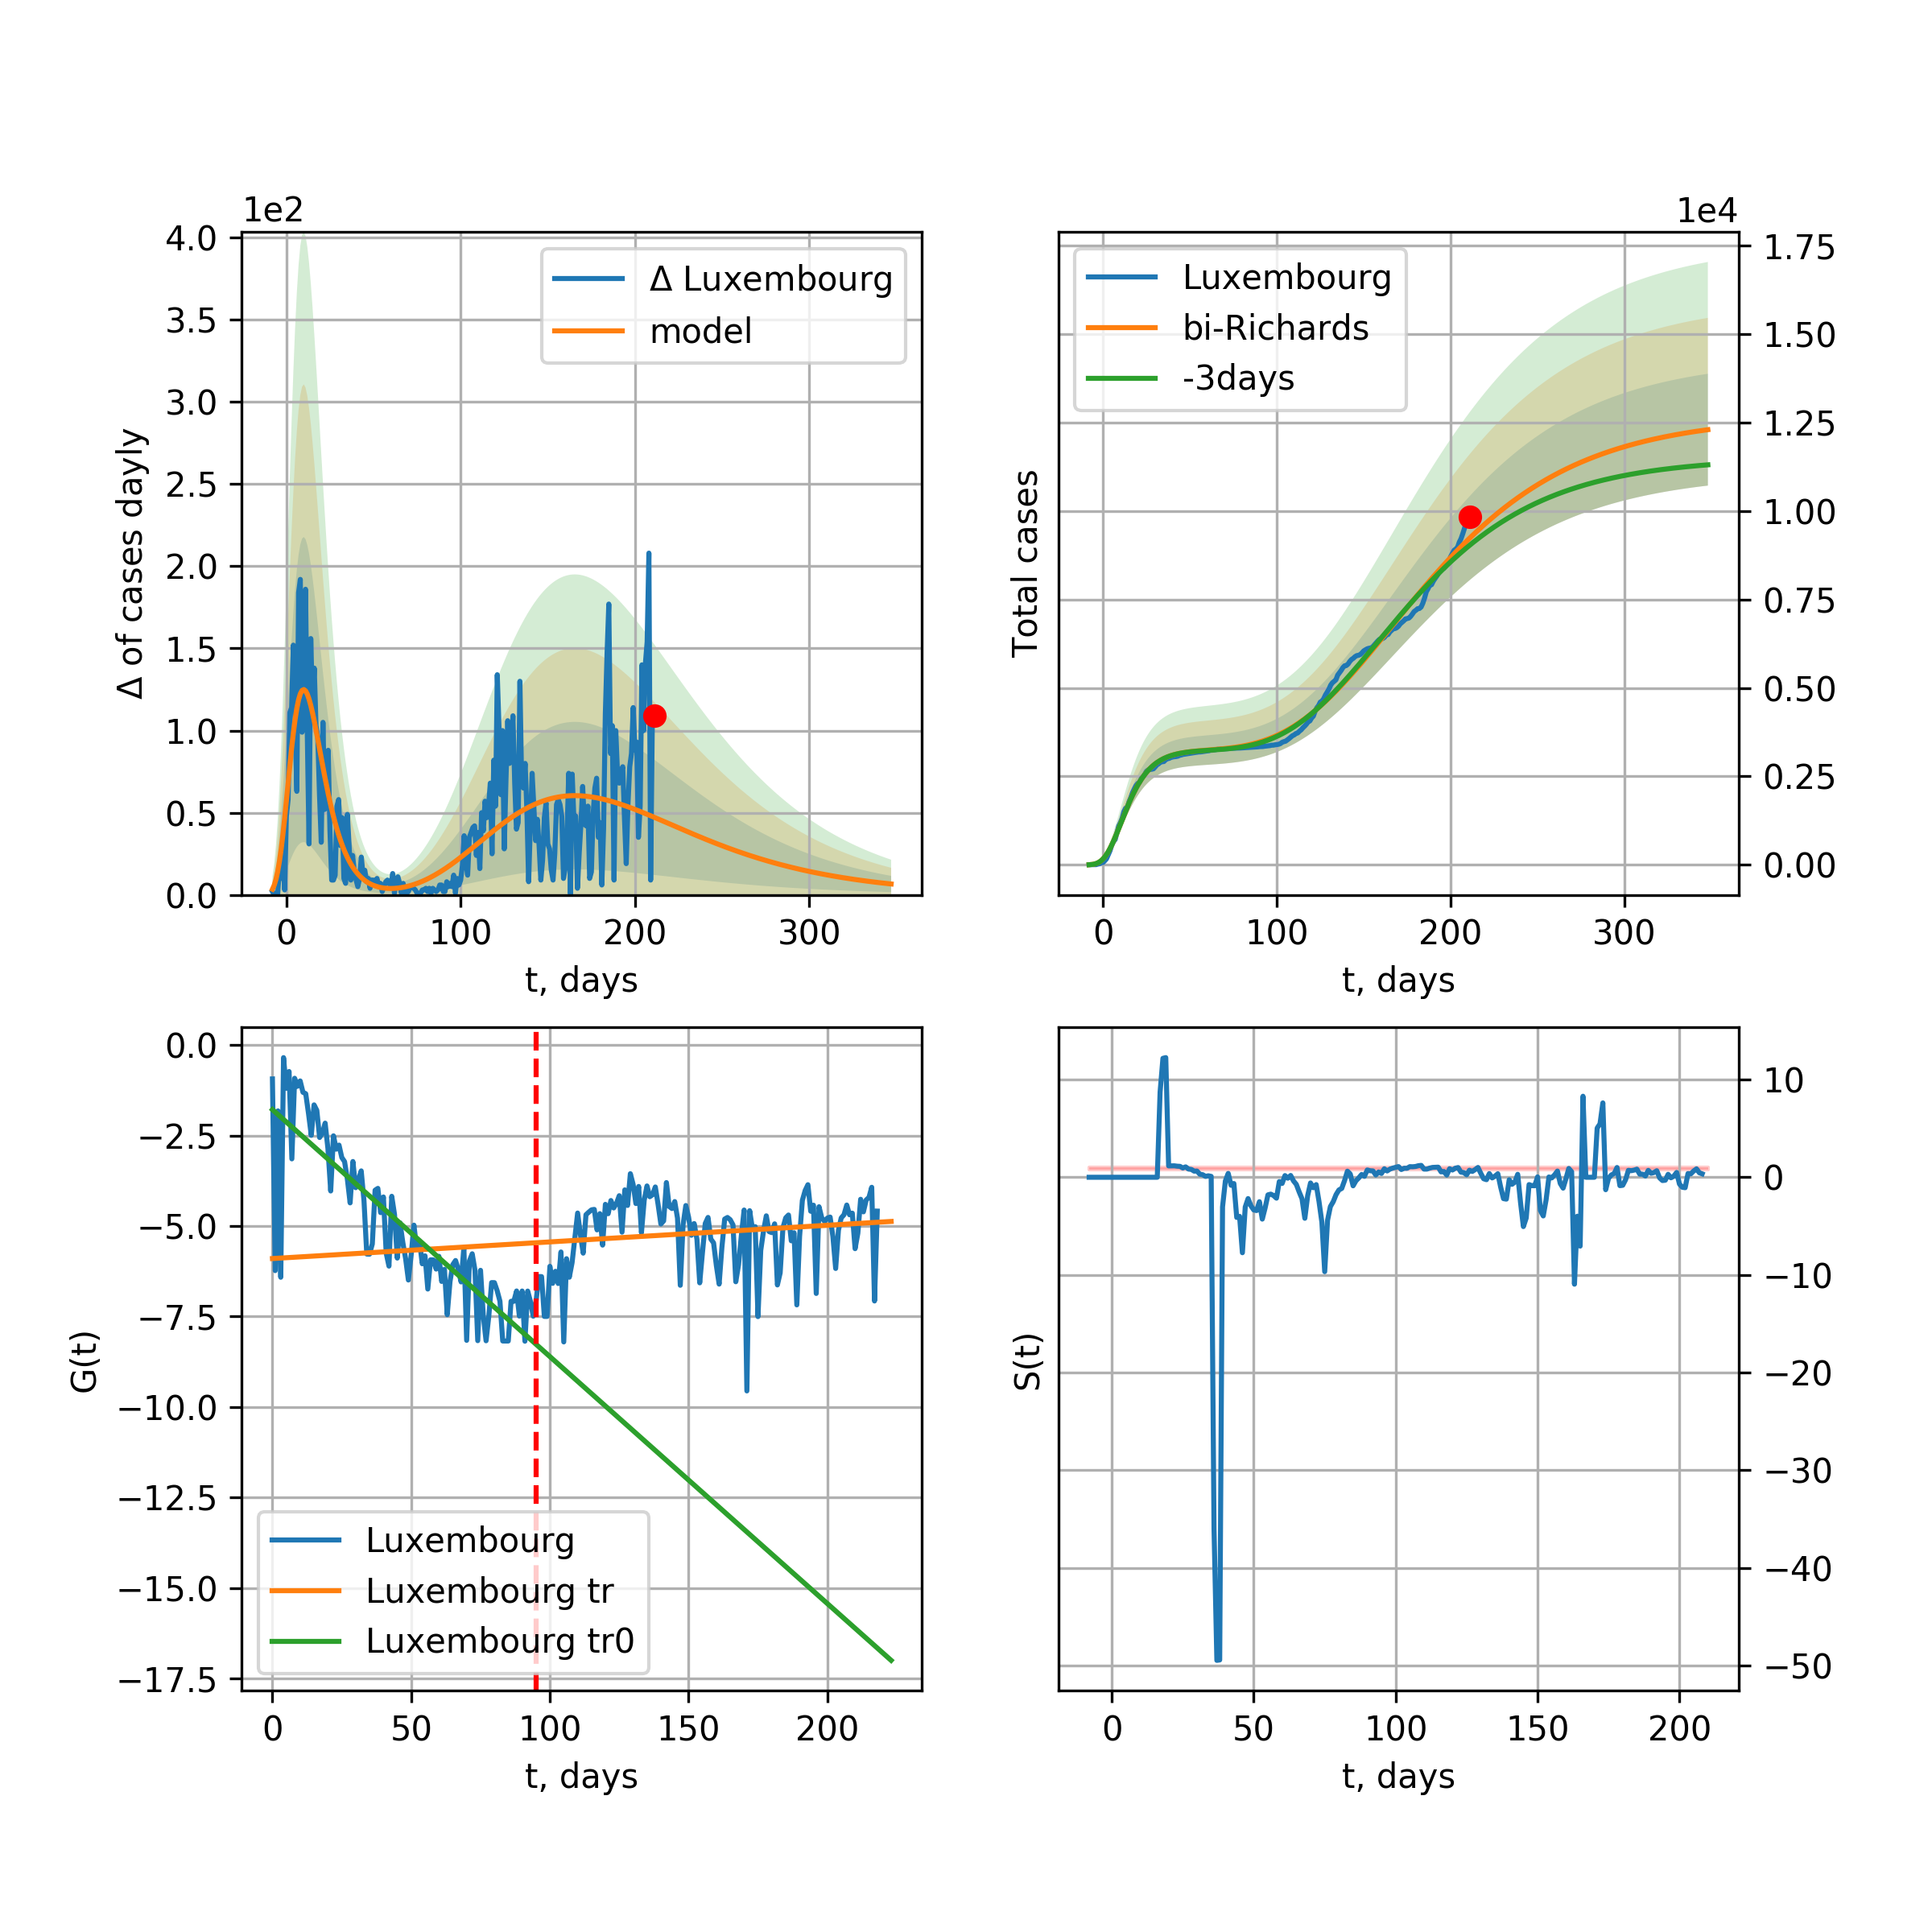 1e2
4.0
3.5
3.0
2.5
2.0
1.5
1.0
0.5
0.0
Δ of cases dayly
Δ Luxembourg
model
0 100 200 300
t, days
1e4
1.75
1.50
1.25
1.00
0.75
0.50
0.25
0.00
Total cases
Luxembourg
bi-Richards
-3days
0 100 200 300
t, days
0.0
−2.5
−5.0
−7.5
−10.0
−12.5
−15.0
−17.5
G(t)
Luxembourg
Luxembourg tr
Luxembourg tr0
0 50 100 150 200
t, days
10
0
−10
−20
−30
−40
−50
S(t)
0 50 100 150 200
t, days